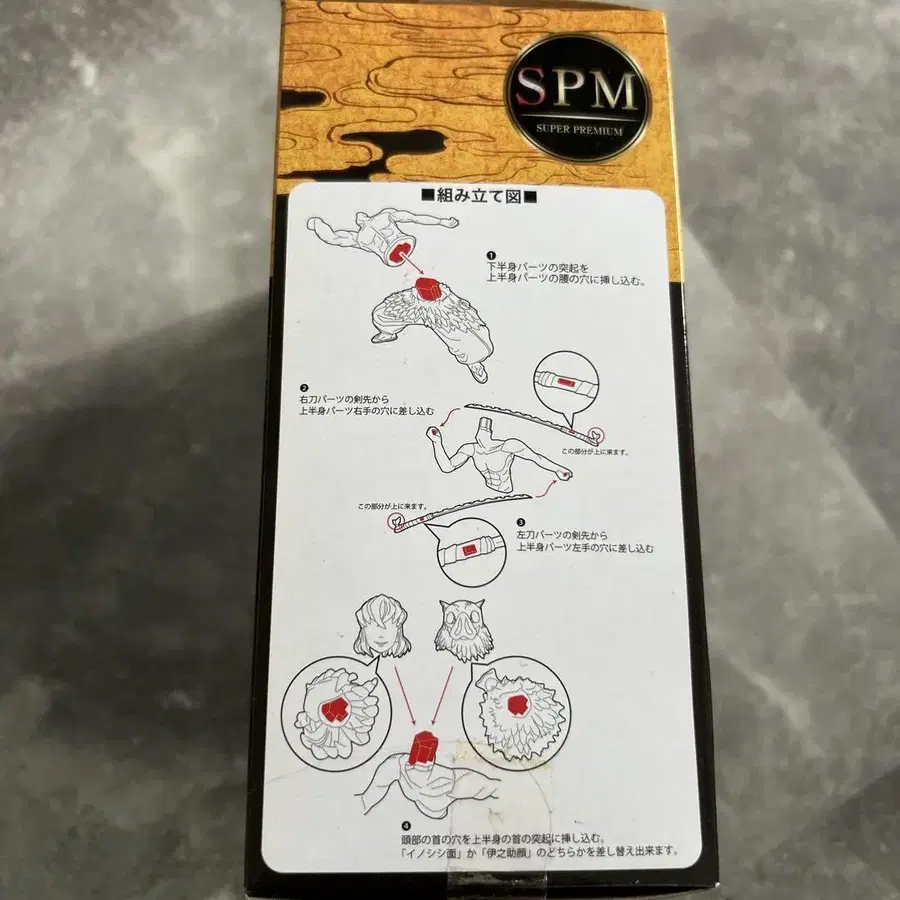 SPM
SUPER PREMIUM
■組み立て図■
❶
下半身パーツの突起を
上半身パーツの腰の穴に挿し込む。
❷
右刀パーツの剣先から
上半身パーツ右手の穴に差し込む
この部分が上に来ます。
この部分が上に来ます。
❸
左刀パーツの剣先から
上半身パーツ左手の穴に差し込む
❹
頭部の首の穴を上半身の首の突起に挿し込む。
「イノシシ面」か「伊之助顔」のどちらかを差し替え出来ます。